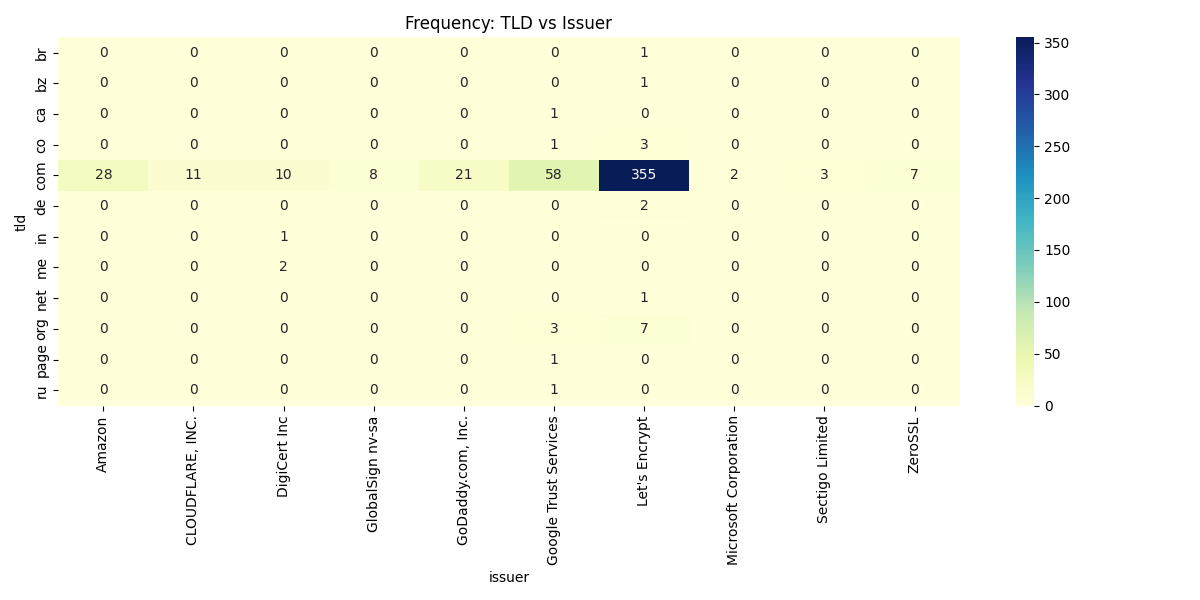 Frequency: TLD vs Issuer
br 0 0 0 0 0 0 1 0 0 0
bz 0 0 0 0 0 0 1 0 0 0
ca 0 0 0 0 0 1 0 0 0 0
co 0 0 0 0 0 1 3 0 0 0
com 28 11 10 8 21 58 355 2 3 7
de 0 0 0 0 0 0 2 0 0 0
in 0 0 1 0 0 0 0 0 0 0
me 0 0 2 0 0 0 0 0 0 0
net 0 0 0 0 0 0 1 0 0 0
org 0 0 0 0 0 3 7 0 0 0
page 0 0 0 0 0 1 0 0 0 0
ru 0 0 0 0 0 1 0 0 0 0
tld
Amazon
CLOUDFLARE, INC.
DigiCert Inc
GlobalSign nv-sa
GoDaddy.com, Inc.
Google Trust Services
Let's Encrypt
Microsoft Corporation
Sectigo Limited
ZeroSSL
issuer
350
300
250
200
150
100
50
0